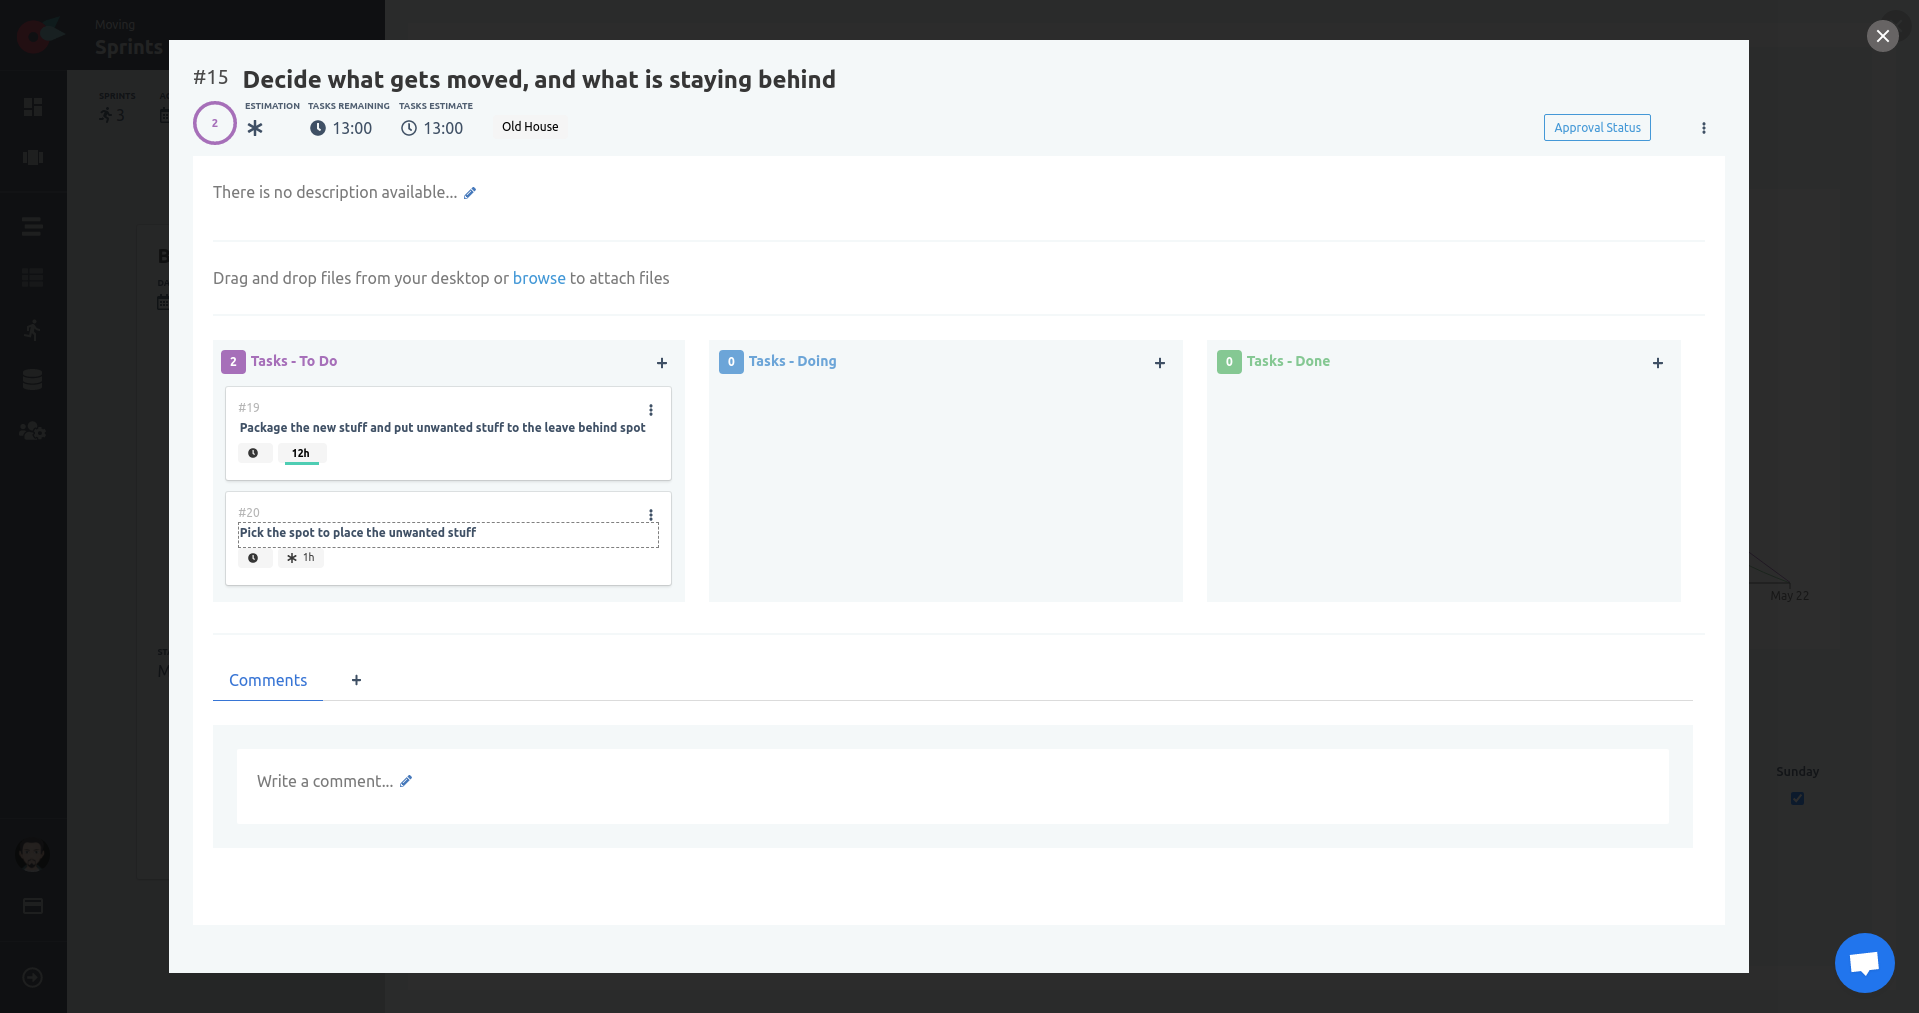 Moving
Sprints
SPRINTS
3
#15 Decide what gets moved, and what is staying behind
2
ESTIMATION TASKS REMAINING TASKS ESTIMATE
13:00 13:00 Old House
Approval Status
There is no description available...
Drag and drop files from your desktop or browse to attach files
2 Tasks - To Do
0 Tasks - Doing
0 Tasks - Done
#19
Package the new stuff and put unwanted stuff to the leave behind spot
12h
#20
Pick the spot to place the unwanted stuff
1h
May 22
Comments
Sunday
Write a comment...